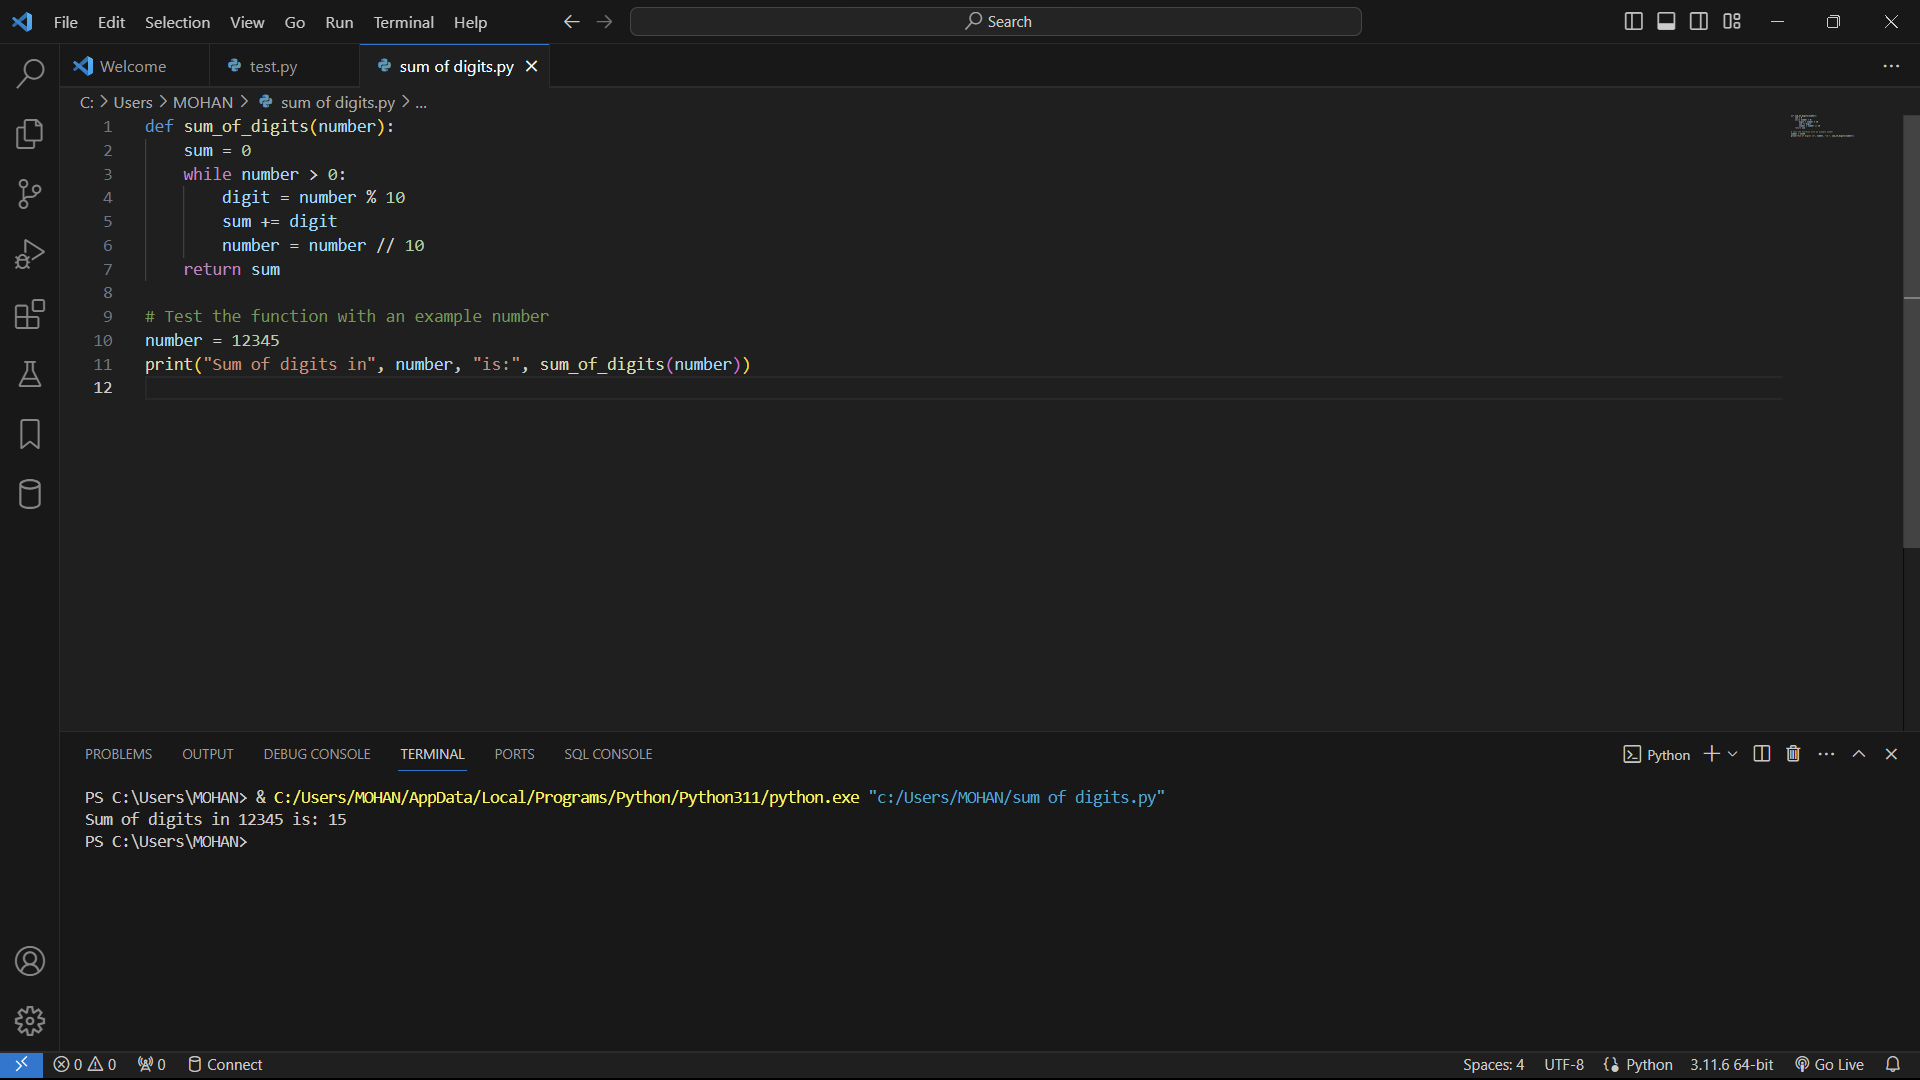 File Edit Selection View Go Run Terminal Help Search
Welcome test.py sum of digits.py
C: > Users > MOHAN > sum of digits.py > ...
1 def sum_of_digits(number):
2 sum = 0
3 while number > 0:
4 digit = number % 10
5 sum += digit
6 number = number // 10
7 return sum
8
9 # Test the function with an example number
10 number = 12345
11 print("Sum of digits in", number, "is:", sum_of_digits(number))
12
PROBLEMS OUTPUT DEBUG CONSOLE TERMINAL PORTS SQL CONSOLE Python
PS C:\Users\MOHAN> & C:/Users/MOHAN/AppData/Local/Programs/Python/Python311/python.exe "c:/Users/MOHAN/sum of digits.py"
Sum of digits in 12345 is: 15
PS C:\Users\MOHAN>
0 0 0 Connect Spaces: 4 UTF-8 Python 3.11.6 64-bit Go Live